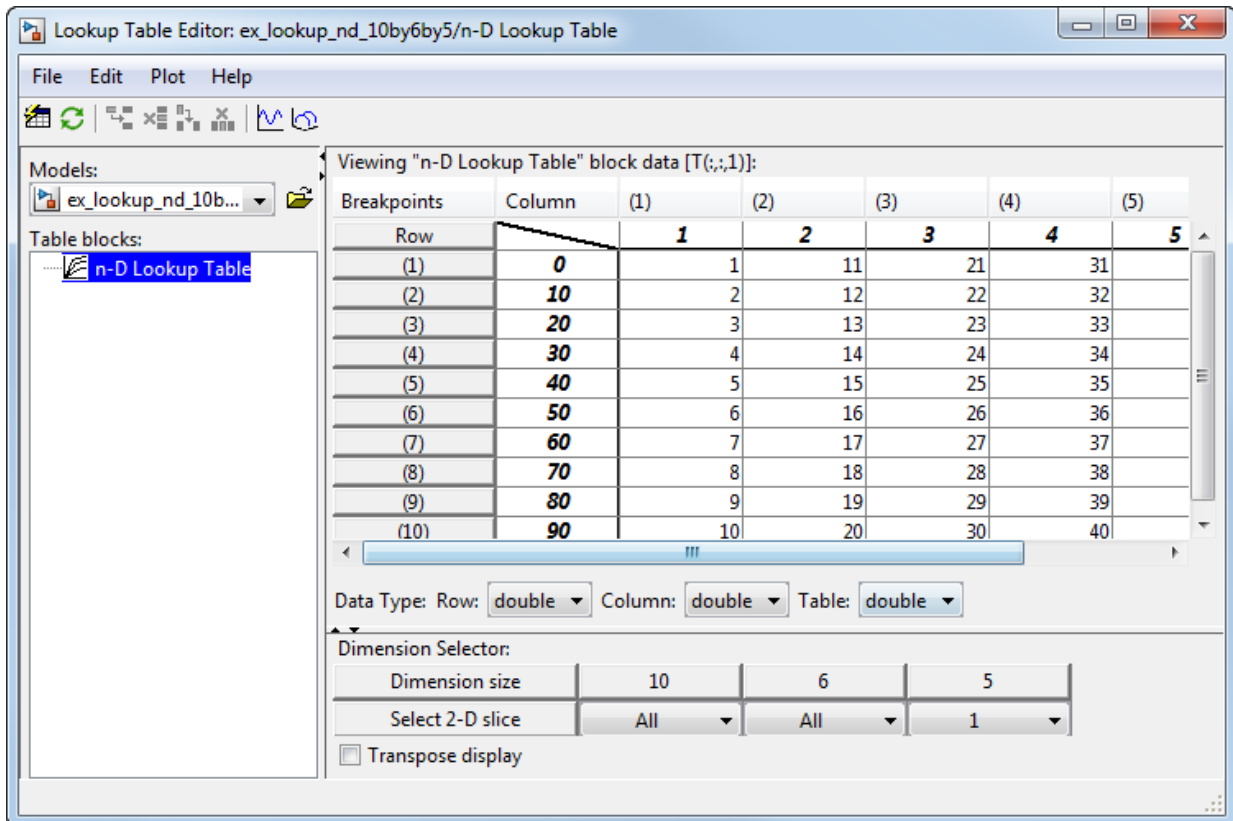 Lookup Table Editor: ex_lookup_nd_10by6by5/n-D Lookup Table
File Edit Plot Help
Models:
ex_lookup_nd_10b...
Table blocks:
n-D Lookup Table
Viewing "n-D Lookup Table" block data [T(:,:,1)]:
Breakpoints Column (1) (2) (3) (4) (5)
Row 1 2 3 4 5
(1) 0 1 11 21 31
(2) 10 2 12 22 32
(3) 20 3 13 23 33
(4) 30 4 14 24 34
(5) 40 5 15 25 35
(6) 50 6 16 26 36
(7) 60 7 17 27 37
(8) 70 8 18 28 38
(9) 80 9 19 29 39
(10) 90 10 20 30 40
Data Type: Row: double Column: double Table: double
Dimension Selector:
Dimension size 10 6 5
Select 2-D slice All All 1
Transpose display